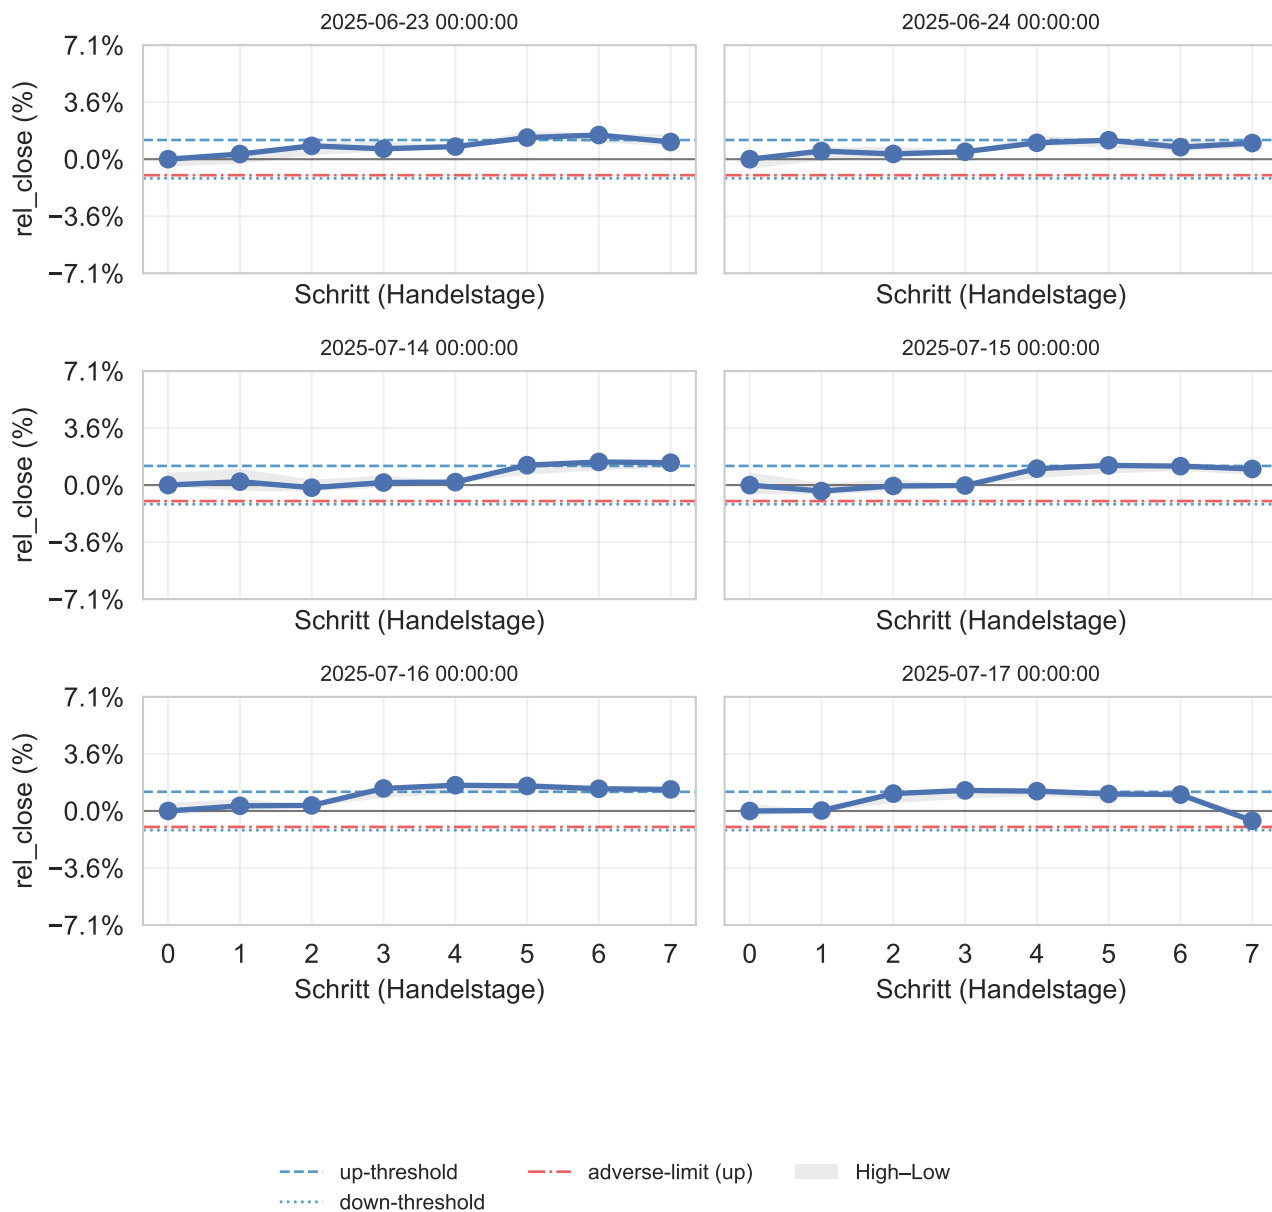 2025-06-23 00:00:00
2025-06-24 00:00:00
7.1%
3.6%
0.0%
−3.6%
−7.1%
rel_close (%)
Schritt (Handelstage)
Schritt (Handelstage)
2025-07-14 00:00:00
2025-07-15 00:00:00
7.1%
3.6%
0.0%
−3.6%
−7.1%
rel_close (%)
Schritt (Handelstage)
Schritt (Handelstage)
2025-07-16 00:00:00
2025-07-17 00:00:00
7.1%
3.6%
0.0%
−3.6%
−7.1%
rel_close (%)
0 1 2 3 4 5 6 7
0 1 2 3 4 5 6 7
Schritt (Handelstage)
Schritt (Handelstage)
up-threshold
down-threshold
adverse-limit (up)
High–Low